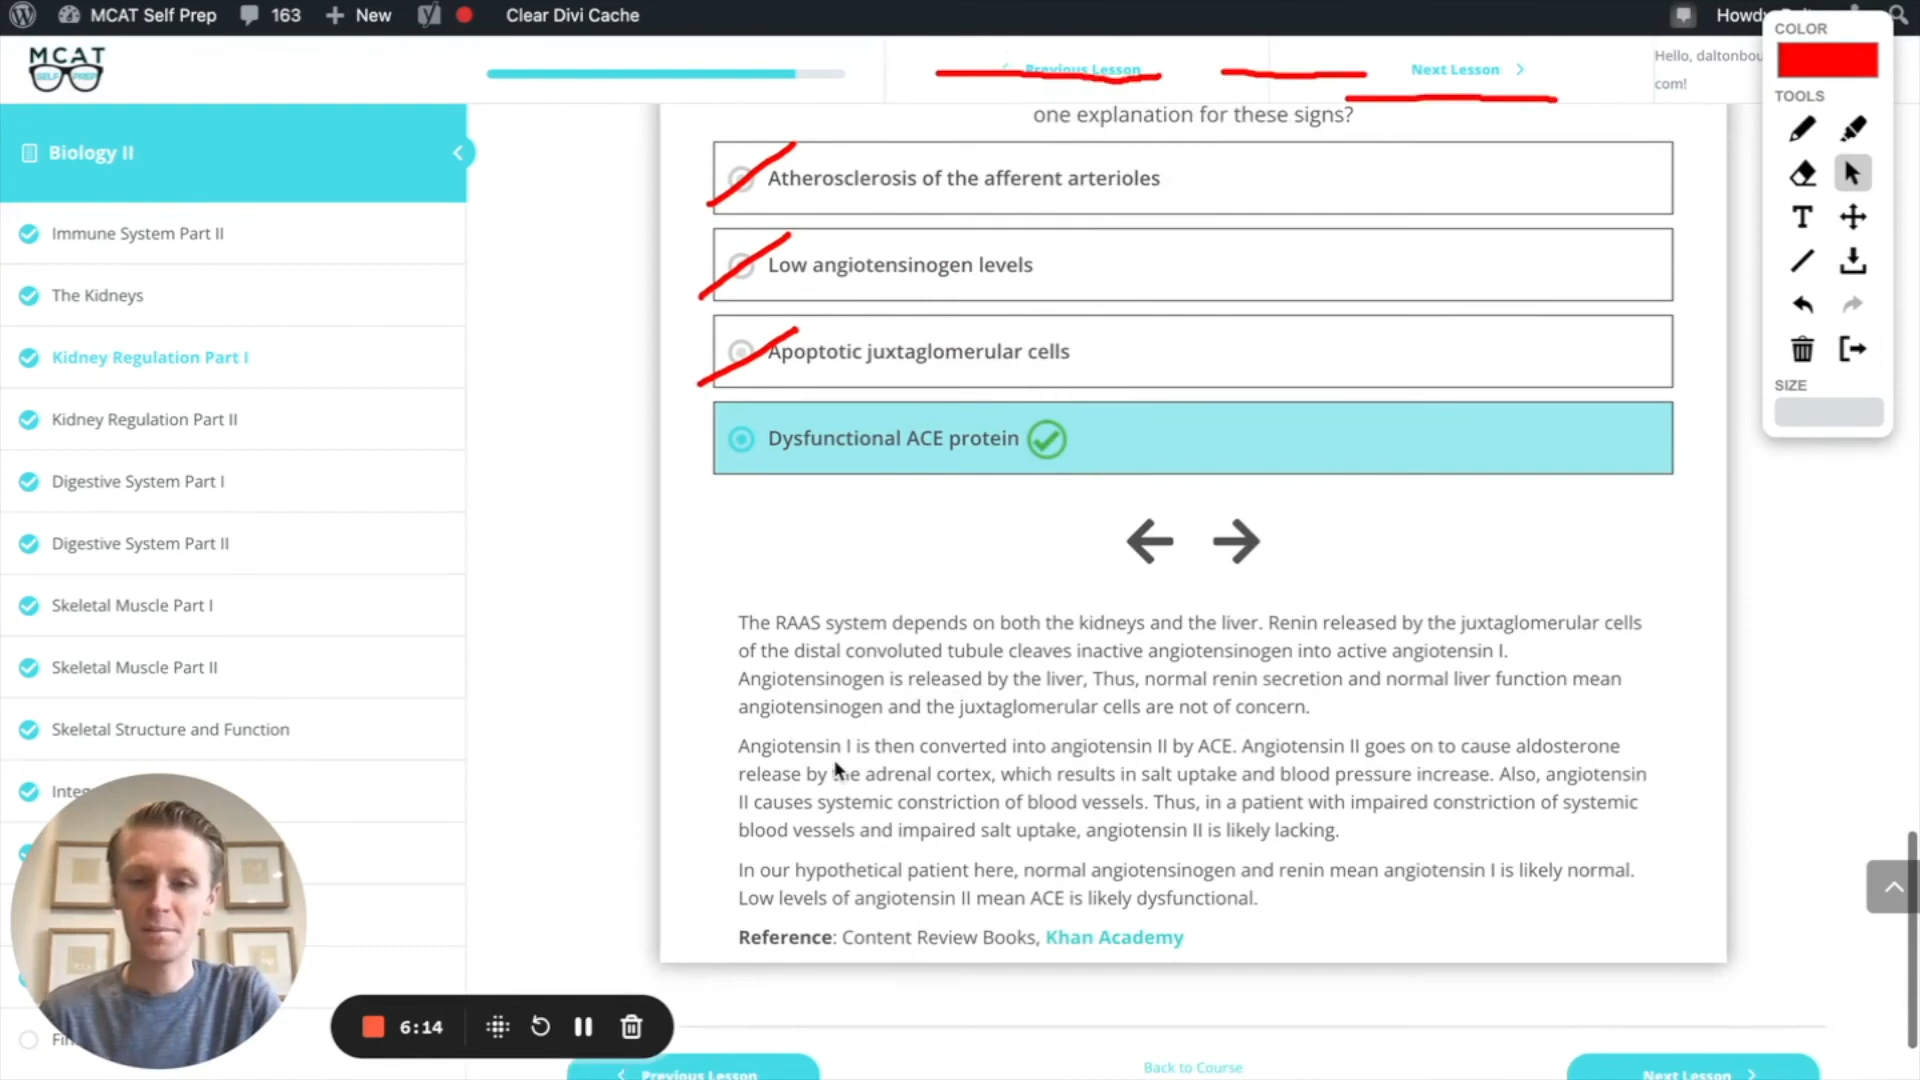 MCAT Self Prep
163
New
Clear Divi Cache
Howdy
COLOR
MCAT
SELF PREP
Previous Lesson
Next Lesson
Hello, daltonbou
com!
TOOLS
Biology II
one explanation for these signs?
Immune System Part II
Atherosclerosis of the afferent arterioles
The Kidneys
Low angiotensinogen levels
Kidney Regulation Part I
Apoptotic juxtaglomerular cells
SIZE
Kidney Regulation Part II
Dysfunctional ACE protein
Digestive System Part I
Digestive System Part II
Skeletal Muscle Part I
Skeletal Muscle Part II
Skeletal Structure and Function
The RAAS system depends on both the kidneys and the liver. Renin released by the juxtaglomerular cells
of the distal convoluted tubule cleaves inactive angiotensinogen into active angiotensin I.
Angiotensinogen is released by the liver, Thus, normal renin secretion and normal liver function mean
angiotensinogen and the juxtaglomerular cells are not of concern.
Angiotensin I is then converted into angiotensin II by ACE. Angiotensin II goes on to cause aldosterone
release by the adrenal cortex, which results in salt uptake and blood pressure increase. Also, angiotensin
II causes systemic constriction of blood vessels. Thus, in a patient with impaired constriction of systemic
blood vessels and impaired salt uptake, angiotensin II is likely lacking.
In our hypothetical patient here, normal angiotensinogen and renin mean angiotensin I is likely normal.
Low levels of angiotensin II mean ACE is likely dysfunctional.
Reference: Content Review Books, Khan Academy
6:14
Previous Lesson
Back to Course
Next Lesson